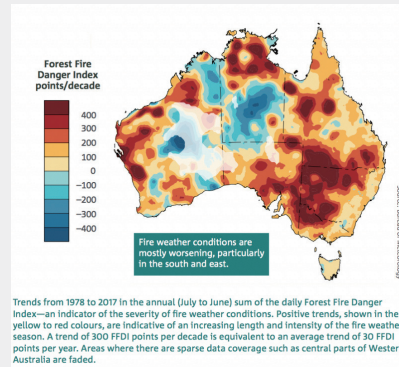 Forest Fire
Danger Index
points/decade
400
300
200
100
0
−100
−200
−300
−400
Fire weather conditions are
mostly worsening, particularly
in the south and east.
Trends from 1978 to 2017 in the annual (July to June) sum of the daily Forest Fire Danger
Index—an indicator of the severity of fire weather conditions. Positive trends, shown in the
yellow to red colours, are indicative of an increasing length and intensity of the fire weathe
season. A trend of 300 FFDI points per decade is equivalent to an average trend of 30 FFDI
points per year. Areas where there are sparse data coverage such as central parts of Wester
Australia are faded.